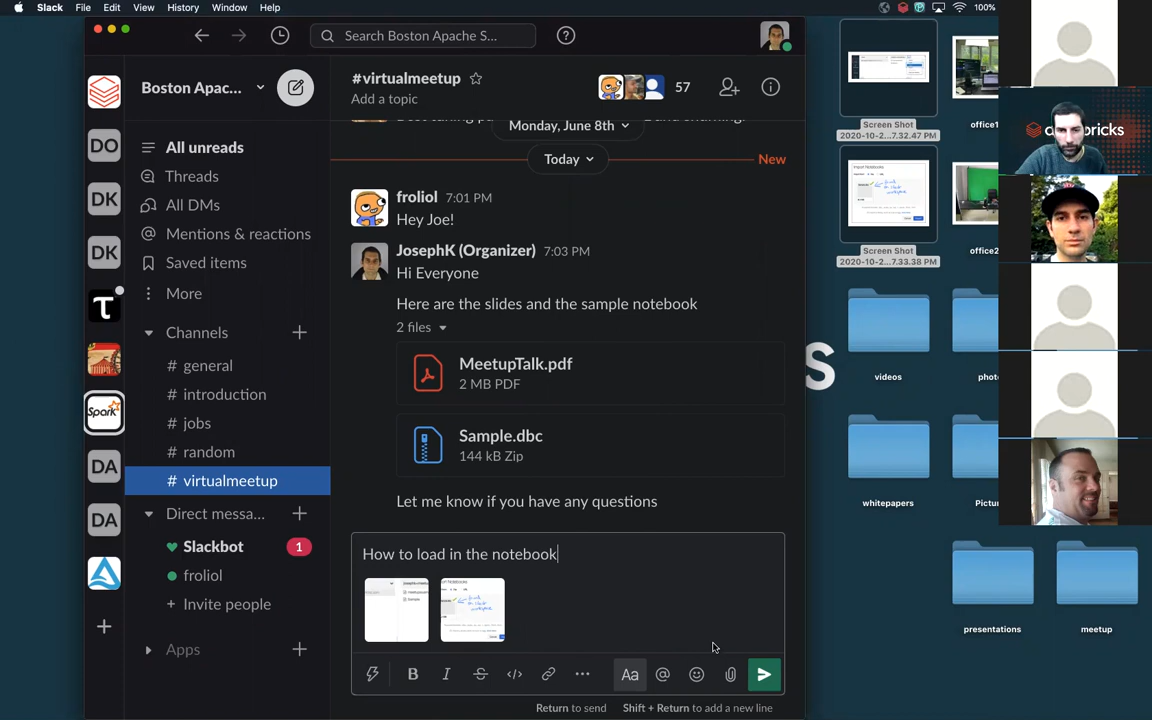 Slack File Edit View History Window Help 100%
Search Boston Apache S...
Boston Apac...
#virtualmeetup
Add a topic
57
Monday, June 8th
Today
New
All unreads
Threads
All DMs
Mentions & reactions
Saved items
More
Channels
# general
# introduction
# jobs
# random
# virtualmeetup
Direct messa...
Slackbot 1
froliol
+ Invite people
Apps
DO
DK
DK
T
Spark
DA
DA
froliol 7:01 PM
Hey Joe!
JosephK (Organizer) 7:03 PM
Hi Everyone
Here are the slides and the sample notebook
2 files
MeetupTalk.pdf
2 MB PDF
Sample.dbc
144 kB Zip
Let me know if you have any questions
How to load in the notebook
B I S </> Aa @
Return to send Shift + Return to add a new line
S
Screen Shot
2020-10-2...7.32.47 PM
office1
Screen Shot
2020-10-2...7.33.38 PM
office2
videos
photo
whitepapers
Pictur
presentations
meetup
bricks